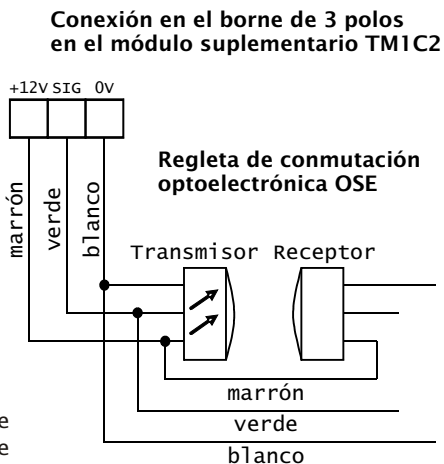 Conexión en el borne de 3 polos
en el módulo suplementario TM1C2
+12V SIG 0V
marrón
verde
blanco
Regleta de conmutación
optoelectrónica OSE
Transmisor Receptor
marrón
verde
blanco
e
e